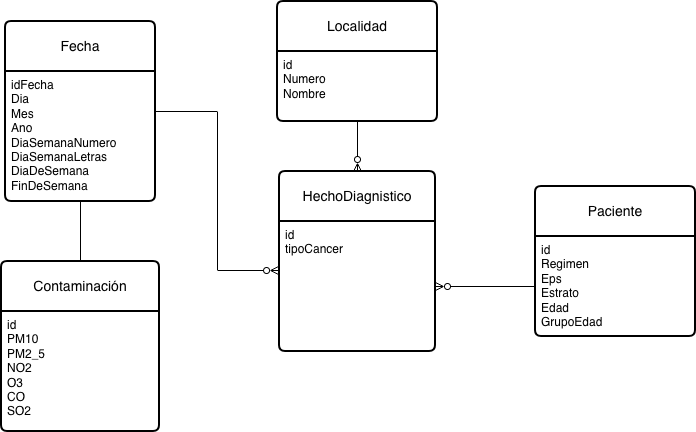 Fecha
idFecha
Dia
Mes
Ano
DiaSemanaNumero
DiaSemanaLetras
DiaDeSemana
FinDeSemana
Localidad
id
Numero
Nombre
HechoDiagnistico
id
tipoCancer
Paciente
id
Regimen
Eps
Estrato
Edad
GrupoEdad
Contaminación
id
PM10
PM2_5
NO2
O3
CO
SO2